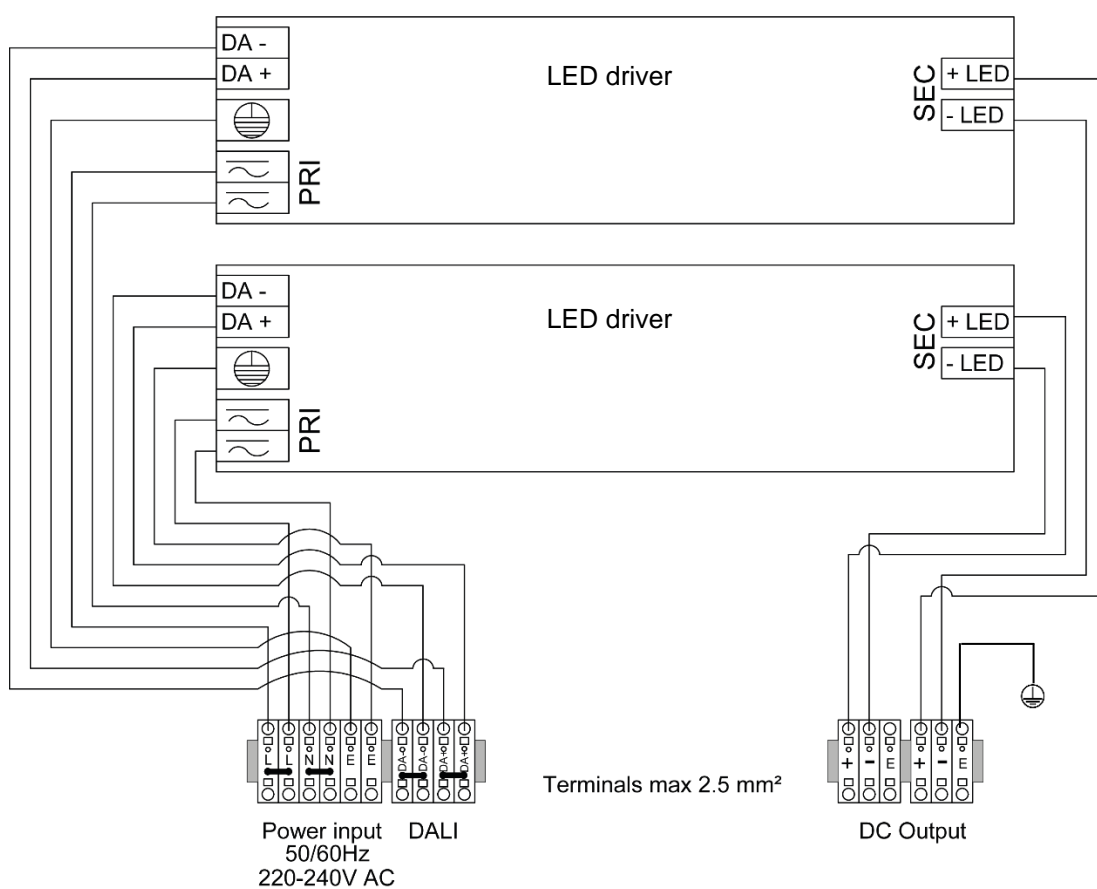 DA -
DA +
PRI
LED driver
SEC
+ LED
- LED
DA -
DA +
PRI
LED driver
SEC
+ LED
- LED
L L N N E E
DA- DA- DA+ DA+
+ - E
+ - E
Terminals max 2.5 mm²
Power input
50/60Hz
220-240V AC
DALI
DC Output